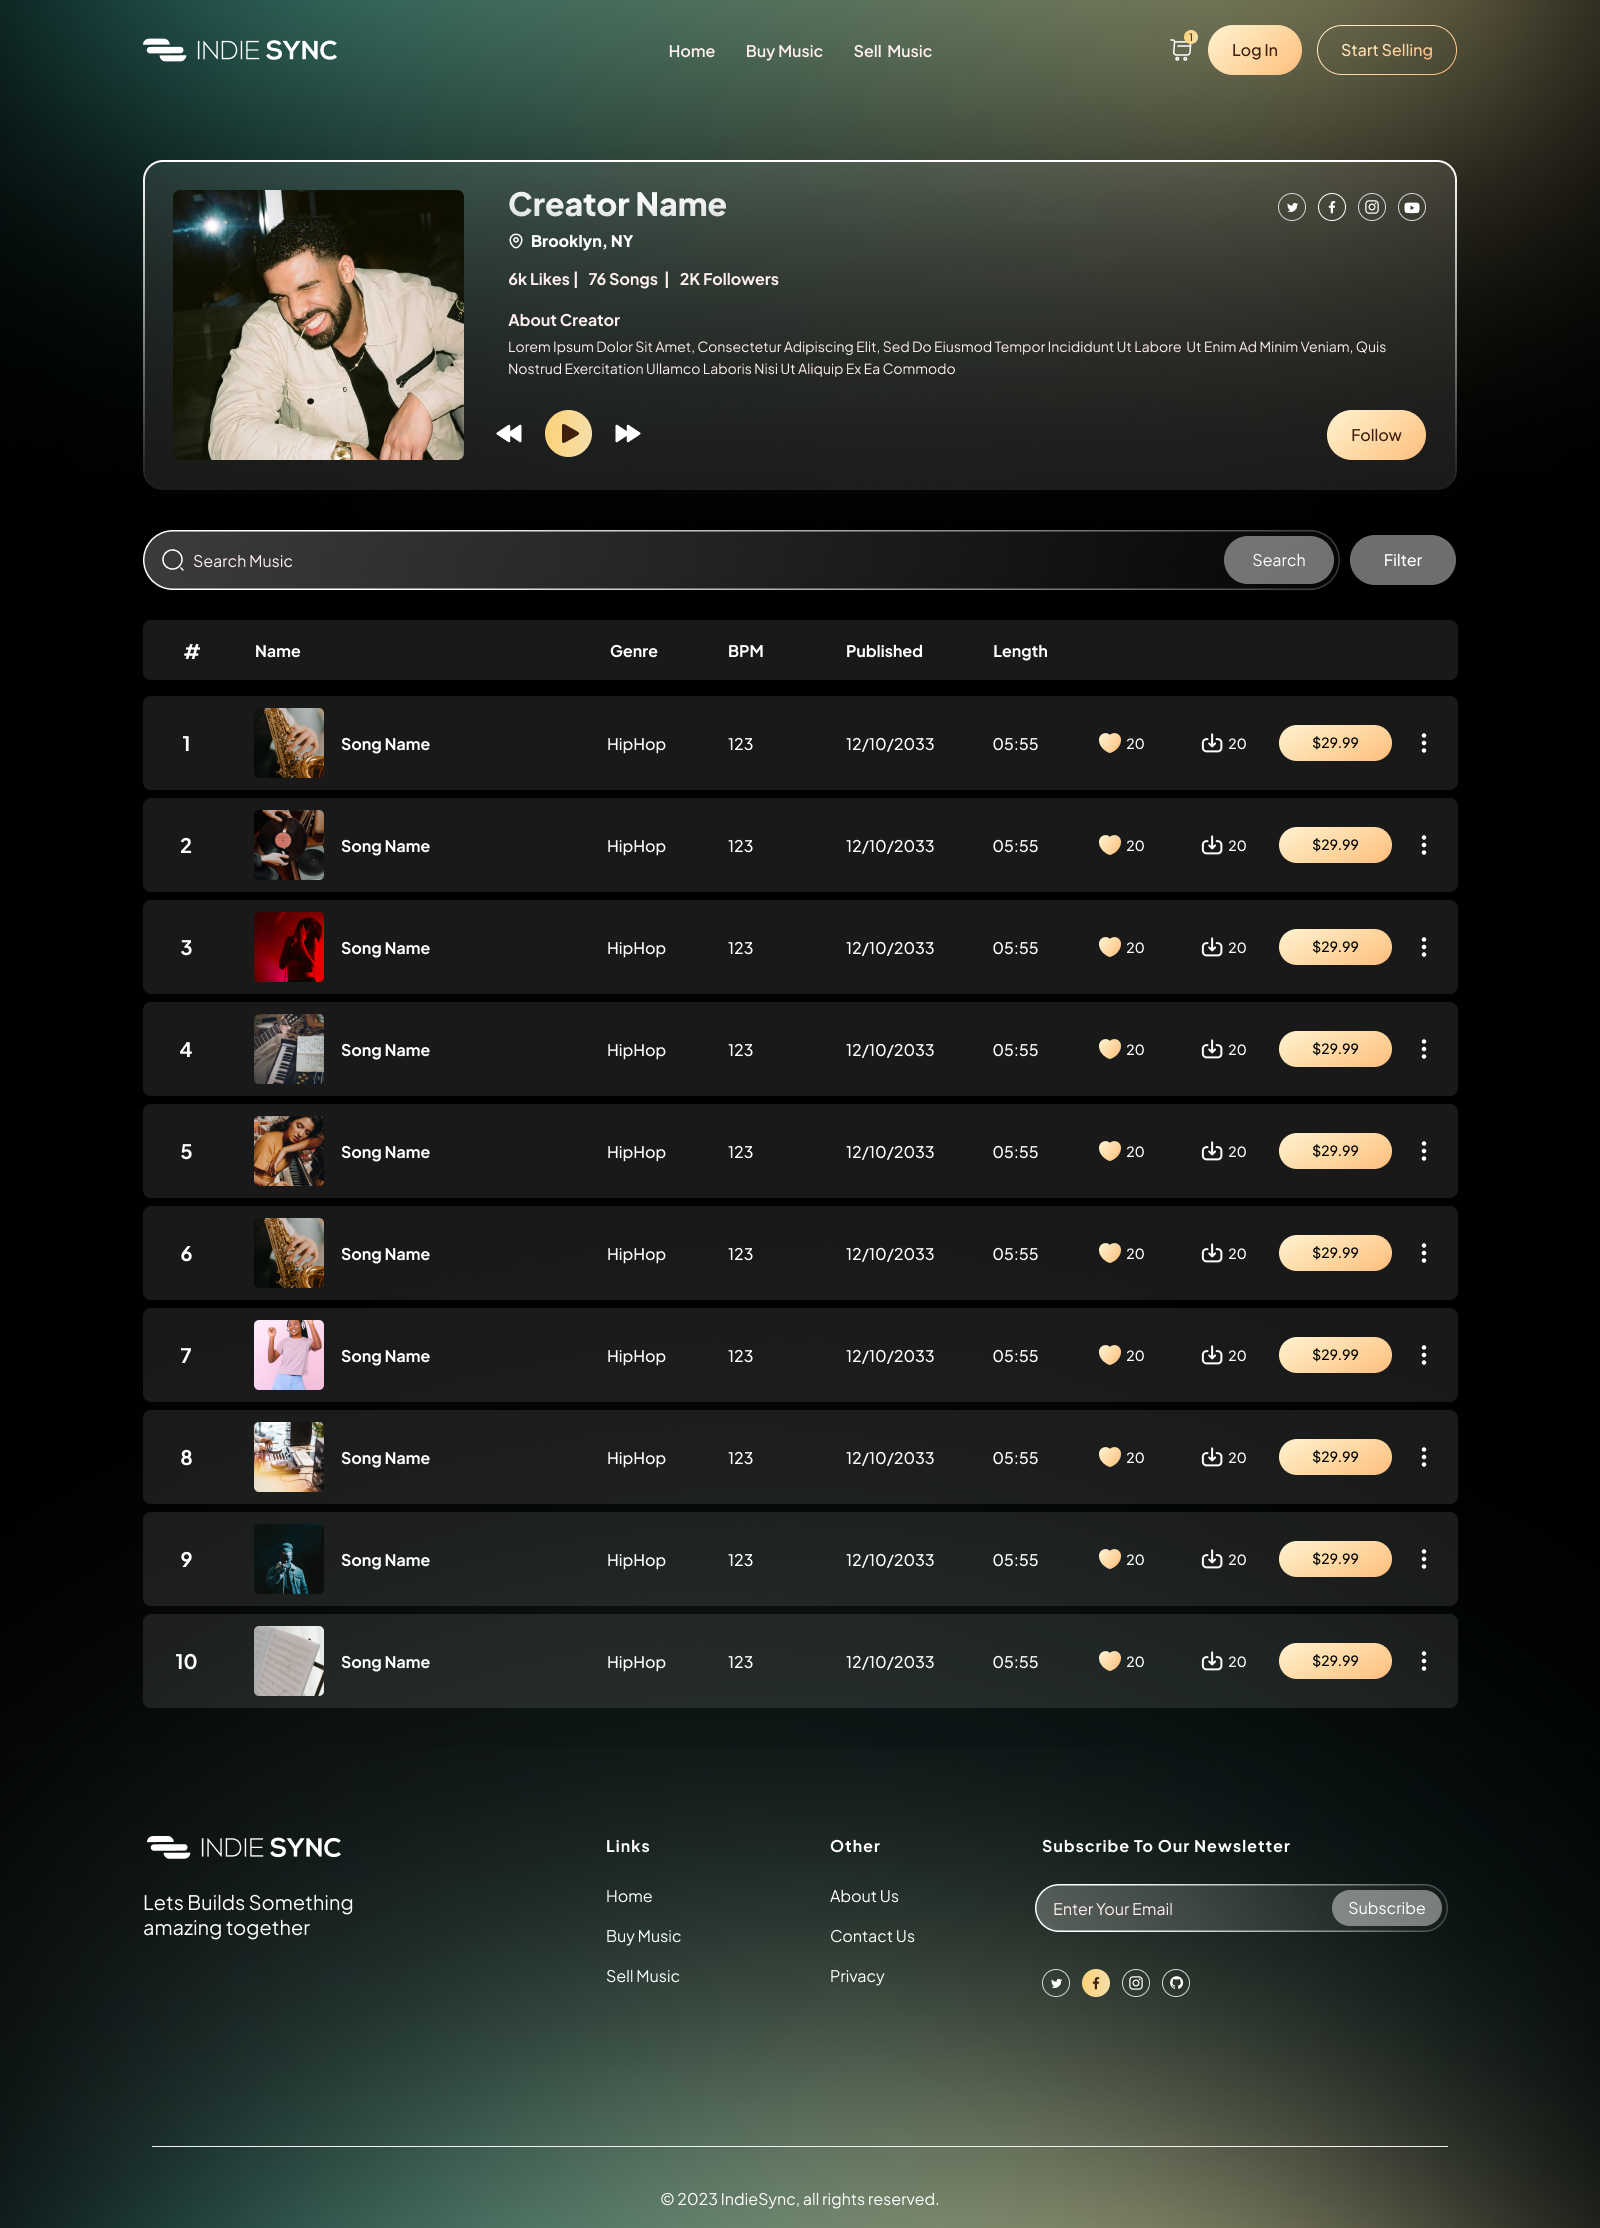 INDIE SYNC
Home Buy Music Sell Music
1
Log In
Start Selling
Creator Name
Brooklyn, NY
6k Likes | 76 Songs | 2K Followers
About Creator
Lorem Ipsum Dolor Sit Amet, Consectetur Adipiscing Elit, Sed Do Eiusmod Tempor Incididunt Ut Labore Ut Enim Ad Minim Veniam, Quis
Nostrud Exercitation Ullamco Laboris Nisi Ut Aliquip Ex Ea Commodo
Follow
Search Music
Search
Filter
# Name Genre BPM Published Length
1 Song Name HipHop 123 12/10/2033 05:55 20 20 $29.99
2 Song Name HipHop 123 12/10/2033 05:55 20 20 $29.99
3 Song Name HipHop 123 12/10/2033 05:55 20 20 $29.99
4 Song Name HipHop 123 12/10/2033 05:55 20 20 $29.99
5 Song Name HipHop 123 12/10/2033 05:55 20 20 $29.99
6 Song Name HipHop 123 12/10/2033 05:55 20 20 $29.99
7 Song Name HipHop 123 12/10/2033 05:55 20 20 $29.99
8 Song Name HipHop 123 12/10/2033 05:55 20 20 $29.99
9 Song Name HipHop 123 12/10/2033 05:55 20 20 $29.99
10 Song Name HipHop 123 12/10/2033 05:55 20 20 $29.99
INDIE SYNC
Lets Builds Something
amazing together
Links
Home
Buy Music
Sell Music
Other
About Us
Contact Us
Privacy
Subscribe To Our Newsletter
Enter Your Email
Subscribe
© 2023 IndieSync, all rights reserved.